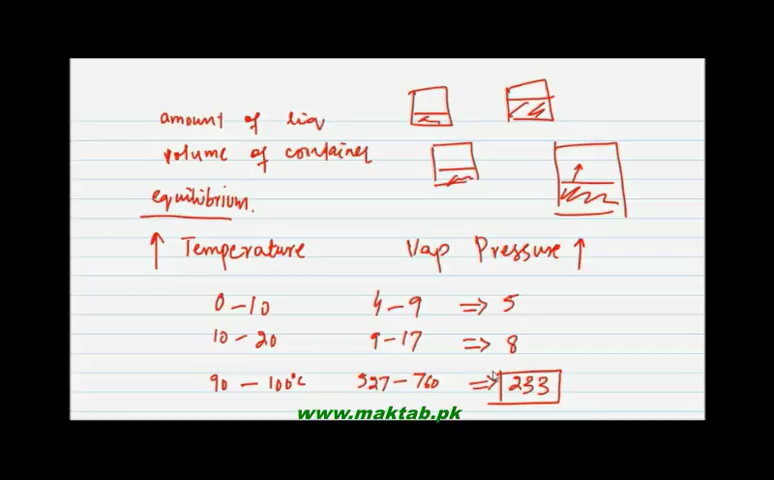 amount of liq
volume of container
equilibrium.
↑ Temperature Vap Pressure ↑
0 - 10 4 - 9 ⇒ 5
10 - 20 9 - 17 ⇒ 8
90 - 100°C 527 - 760 ⇒ 233
www.maktab.pk